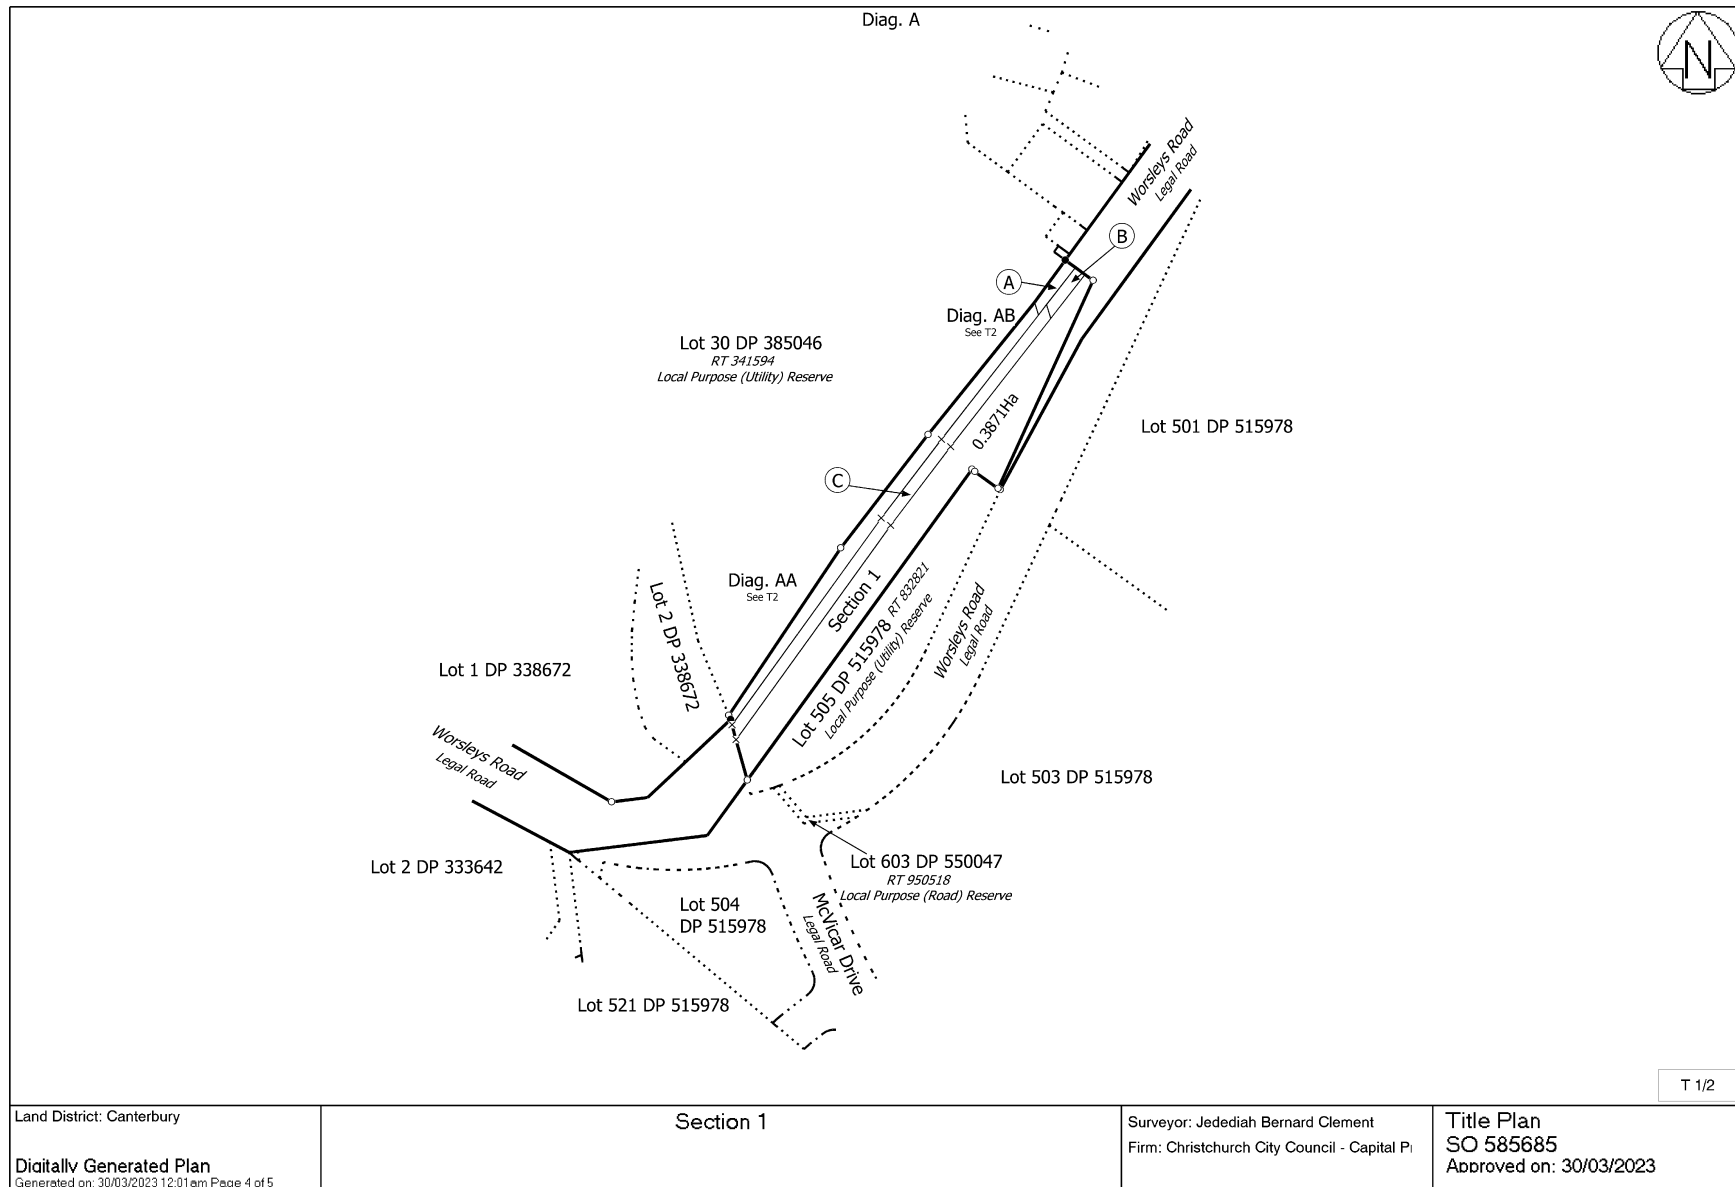 Diag. A
N
Worsleys Road
Legal Road
B
A
Diag. AB
See T2
Lot 30 DP 385046
RT 341594
Local Purpose (Utility) Reserve
0.3871Ha
Lot 501 DP 515978
C
Diag. AA
See T2
Section 1
Lot 505 DP 515978 RT 832821
Local Purpose (Utility) Reserve
Worsleys Road
Legal Road
Lot 2 DP 338672
Lot 1 DP 338672
Worsleys Road
Legal Road
Lot 503 DP 515978
Lot 2 DP 333642
Lot 603 DP 550047
RT 950518
Local Purpose (Road) Reserve
Lot 504
DP 515978
McVicar Drive
Legal Road
Lot 521 DP 515978
T 1/2
Land District: Canterbury
Digitally Generated Plan
Generated on: 30/03/2023 12:01am Page 4 of 5
Section 1
Surveyor: Jedediah Bernard Clement
Firm: Christchurch City Council - Capital P
Title Plan
SO 585685
Approved on: 30/03/2023